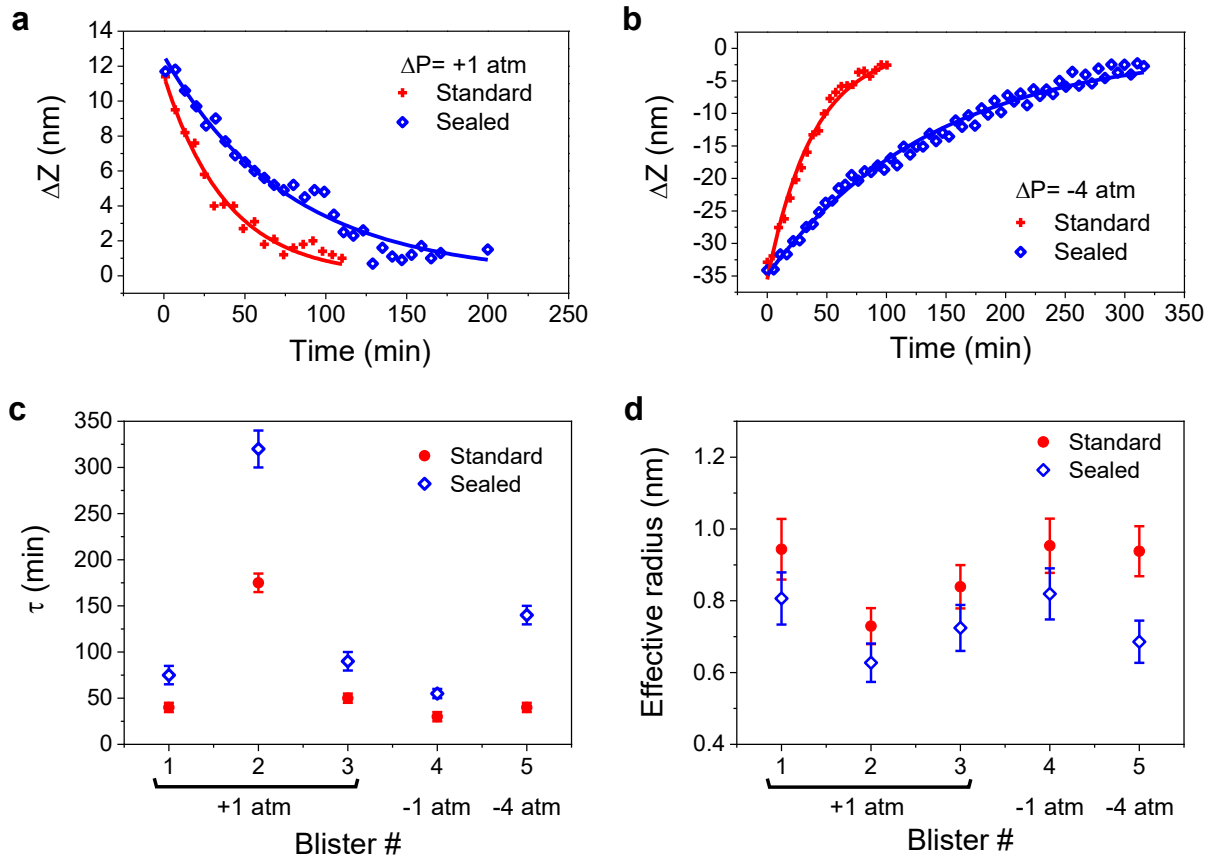 a
14
12
10
8
6
4
2
0
ΔZ (nm)
ΔP= +1 atm
Standard
Sealed
0 50 100 150 200 250
Time (min)
b
0
-5
-10
-15
-20
-25
-30
-35
ΔZ (nm)
ΔP= -4 atm
Standard
Sealed
0 50 100 150 200 250 300 350
Time (min)
c
350
300
250
200
150
100
50
0
τ (min)
Standard
Sealed
1 2 3 4 5
+1 atm -1 atm -4 atm
Blister #
d
1.2
1.0
0.8
0.6
0.4
Effective radius (nm)
Standard
Sealed
1 2 3 4 5
+1 atm -1 atm -4 atm
Blister #